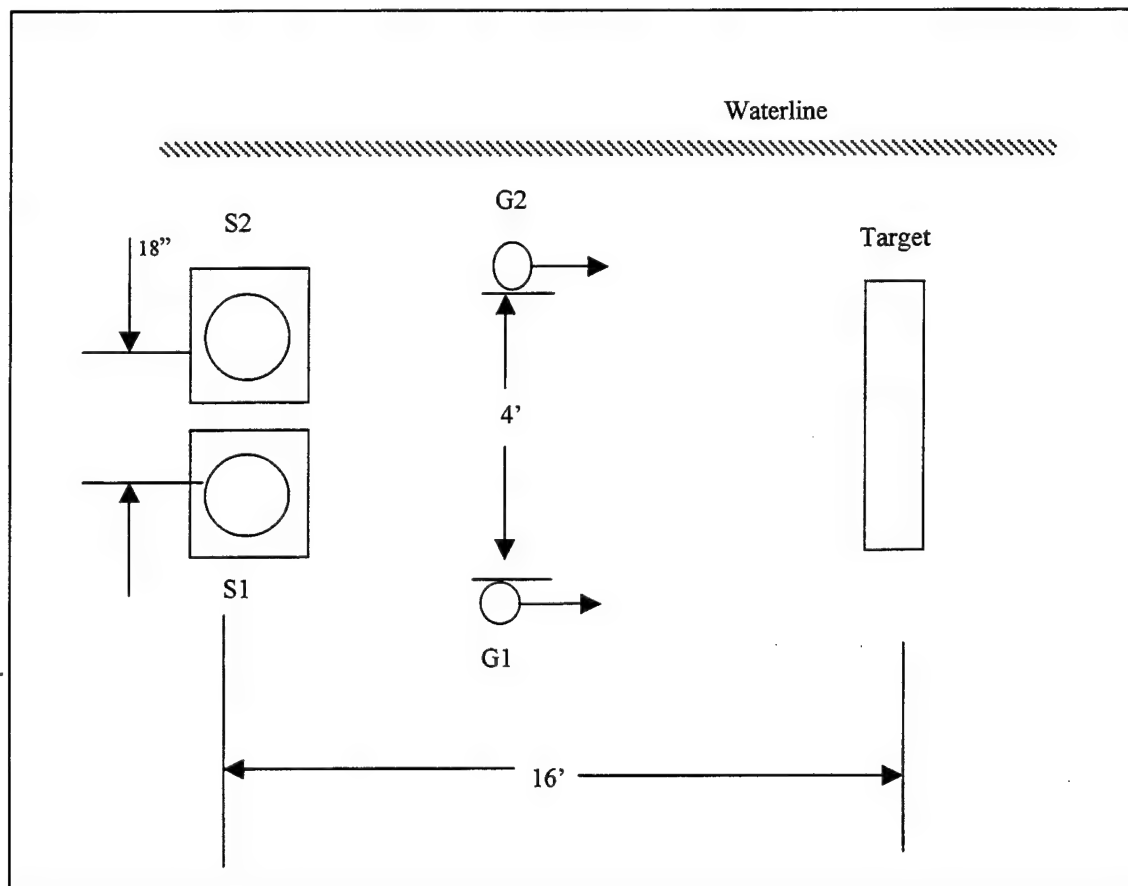 Waterline
G2
S2
18”
Target
4’
S1
G1
16’